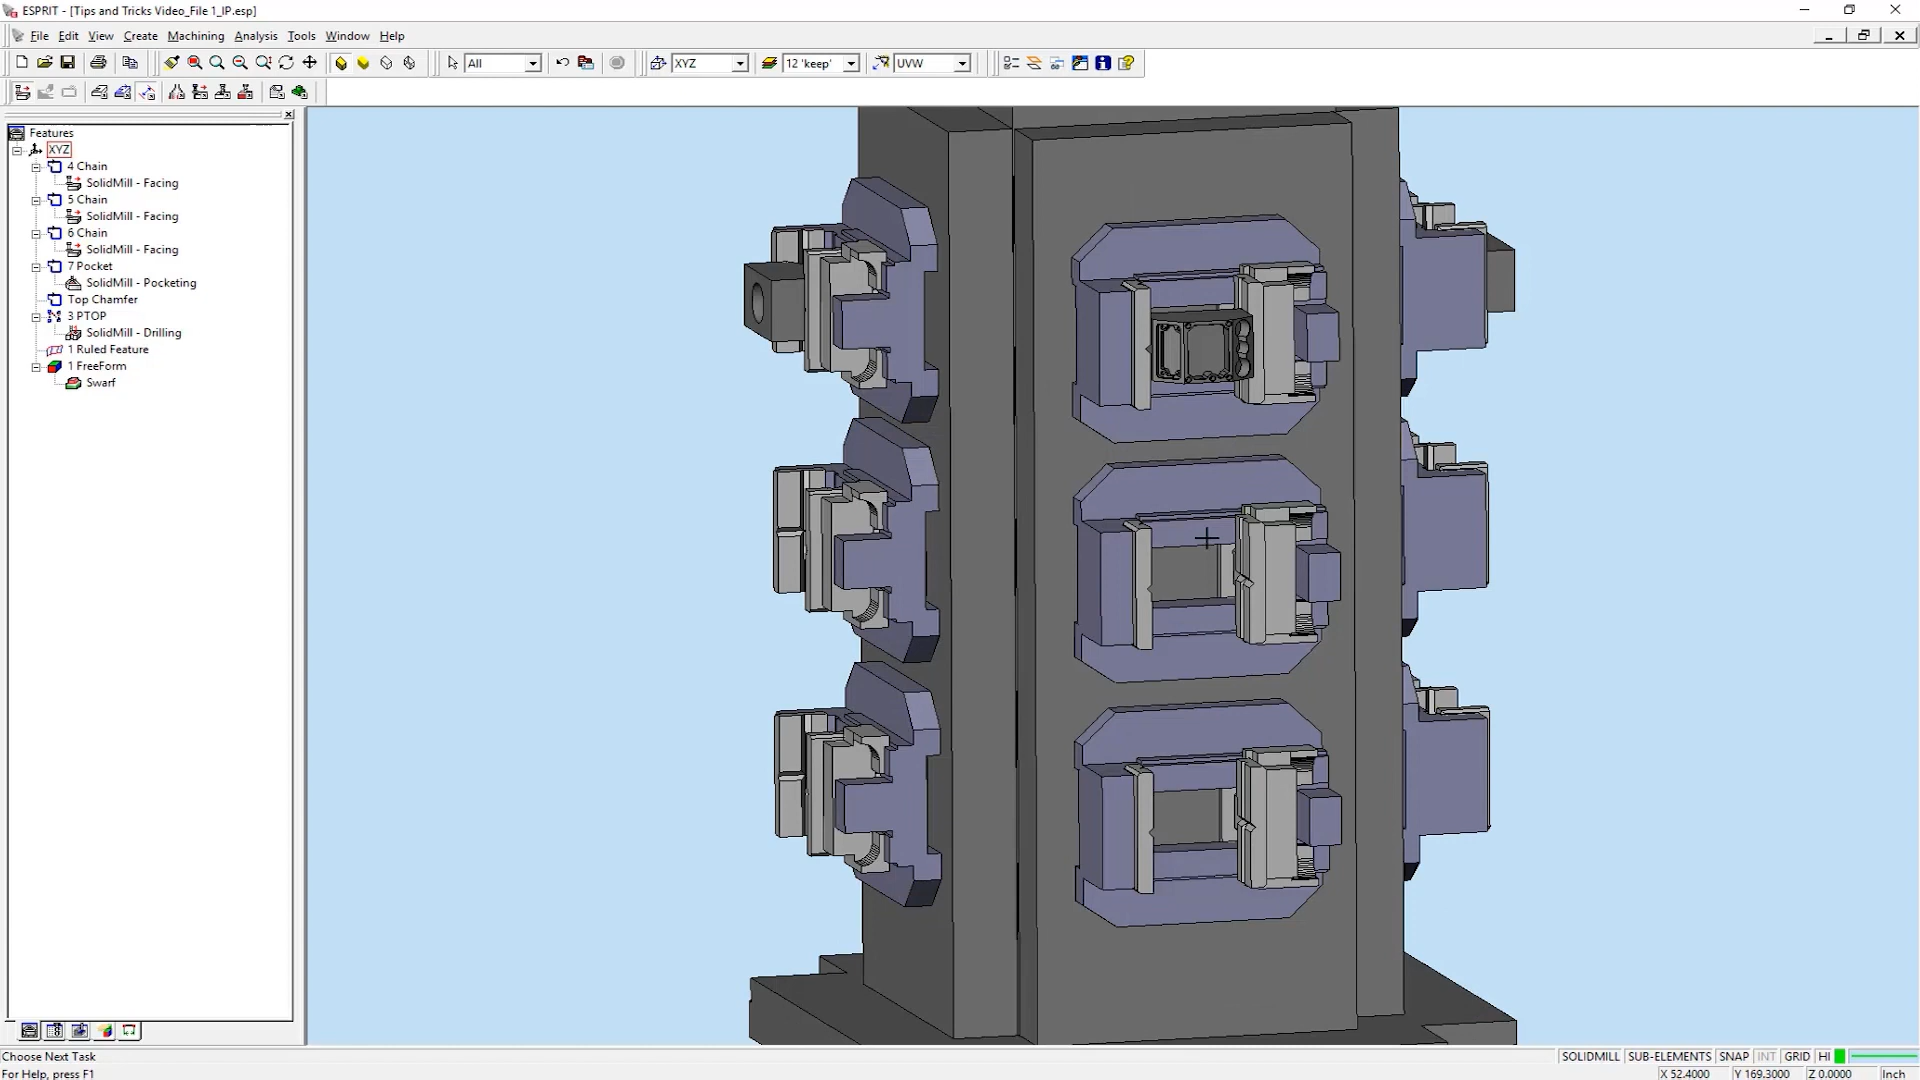 ESPRIT - [Tips and Tricks Video_File 1_IP.esp]
File Edit View Create Machining Analysis Tools Window Help
All XYZ 12 'keep' UVW
Features
XYZ
4 Chain
SolidMill - Facing
5 Chain
SolidMill - Facing
6 Chain
SolidMill - Facing
7 Pocket
SolidMill - Pocketing
Top Chamfer
3 PTOP
SolidMill - Drilling
1 Ruled Feature
1 FreeForm
Swarf
Choose Next Task
SOLIDMILL SUB-ELEMENTS SNAP INT GRID HI
For Help, press F1
X 52.4000 Y 169.3000 Z 0.0000 Inch